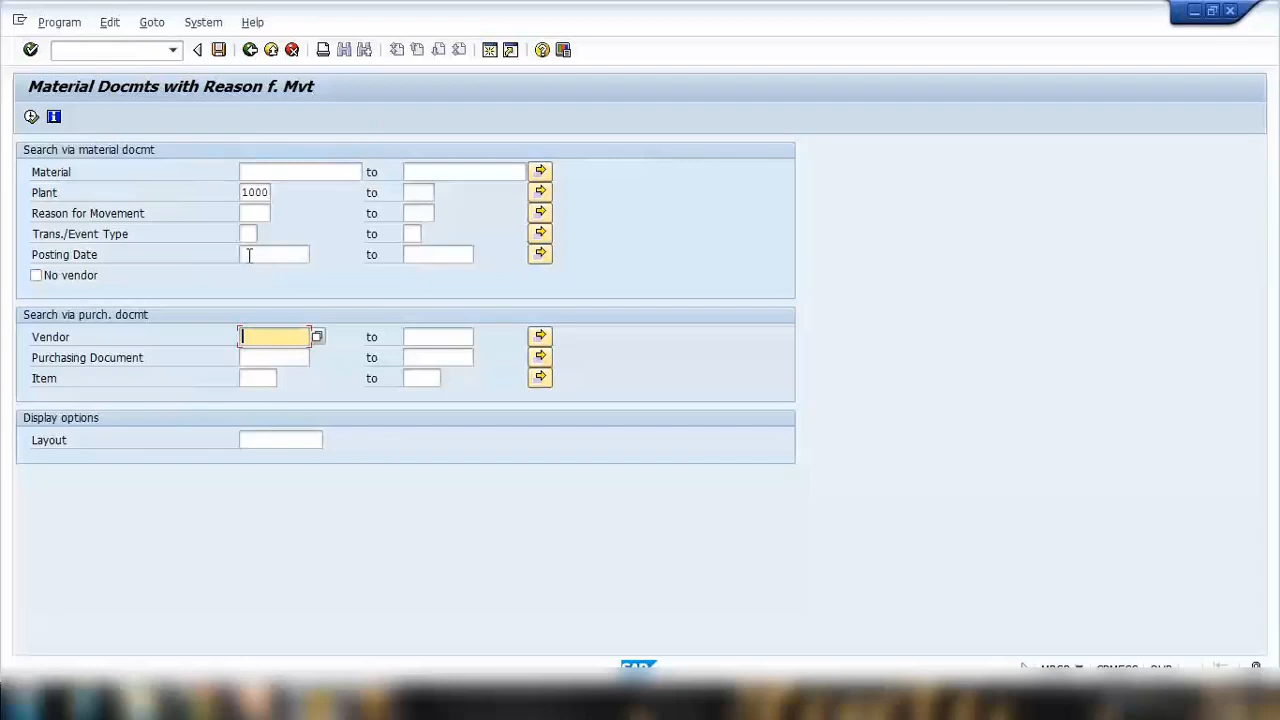 Program Edit Goto System Help
Material Docmts with Reason f. Mvt
Search via material docmt
Material to
Plant 1000 to
Reason for Movement to
Trans./Event Type to
Posting Date to
No vendor
Search via purch. docmt
Vendor to
Purchasing Document to
Item to
Display options
Layout
SAP